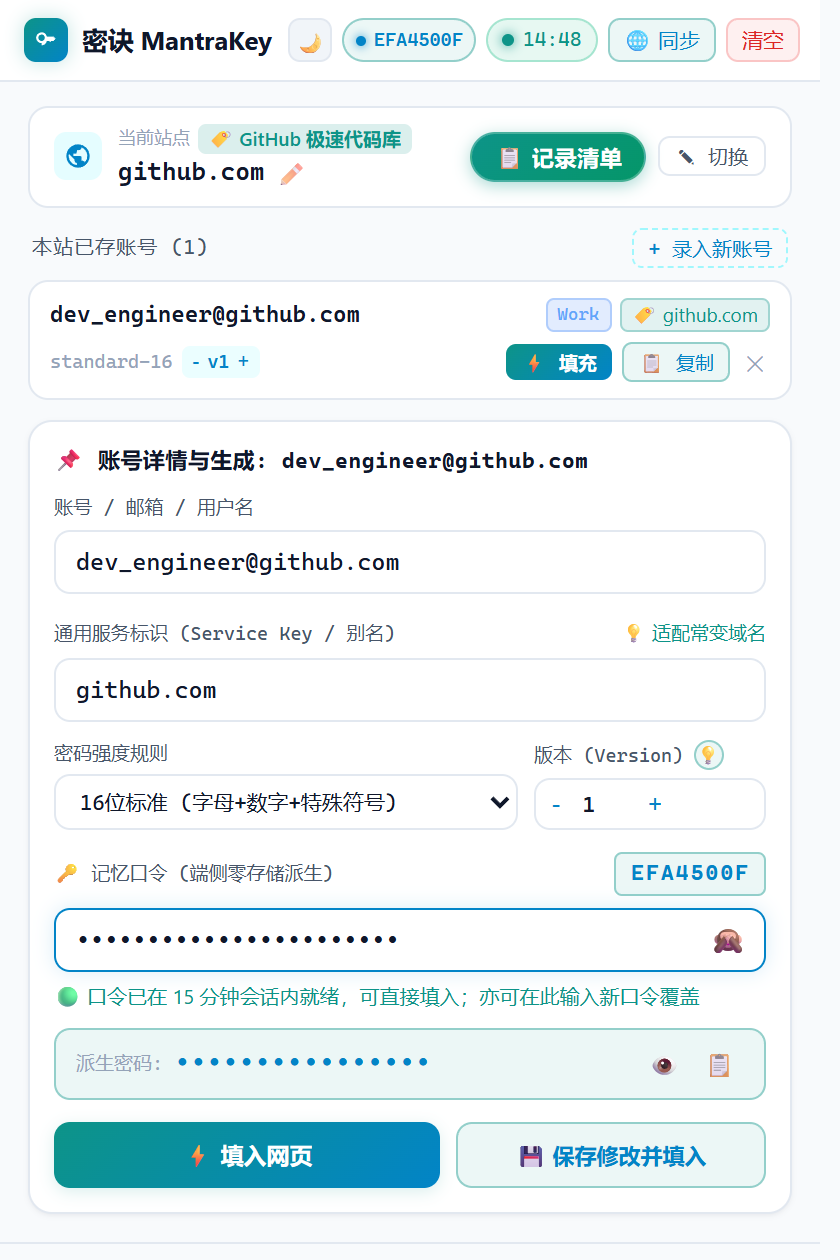 密诀 MantraKey
EFA4500F
14:48
同步
清空
当前站点 GitHub 极速代码库
github.com
记录清单
切换
本站已存账号 (1)
+ 录入新账号
dev_engineer@github.com
Work
github.com
standard-16
- v1 +
填充
复制
账号详情与生成: dev_engineer@github.com
账号 / 邮箱 / 用户名
dev_engineer@github.com
通用服务标识 (Service Key / 别名)
适配常变域名
github.com
密码强度规则
版本 (Version)
16位标准 (字母+数字+特殊符号)
- 1 +
记忆口令 (端侧零存储派生)
EFA4500F
••••••••••••••••••••••
口令已在 15 分钟会话内就绪，可直接填入；亦可在此输入新口令覆盖
派生密码: ••••••••••••••••
填入网页
保存修改并填入